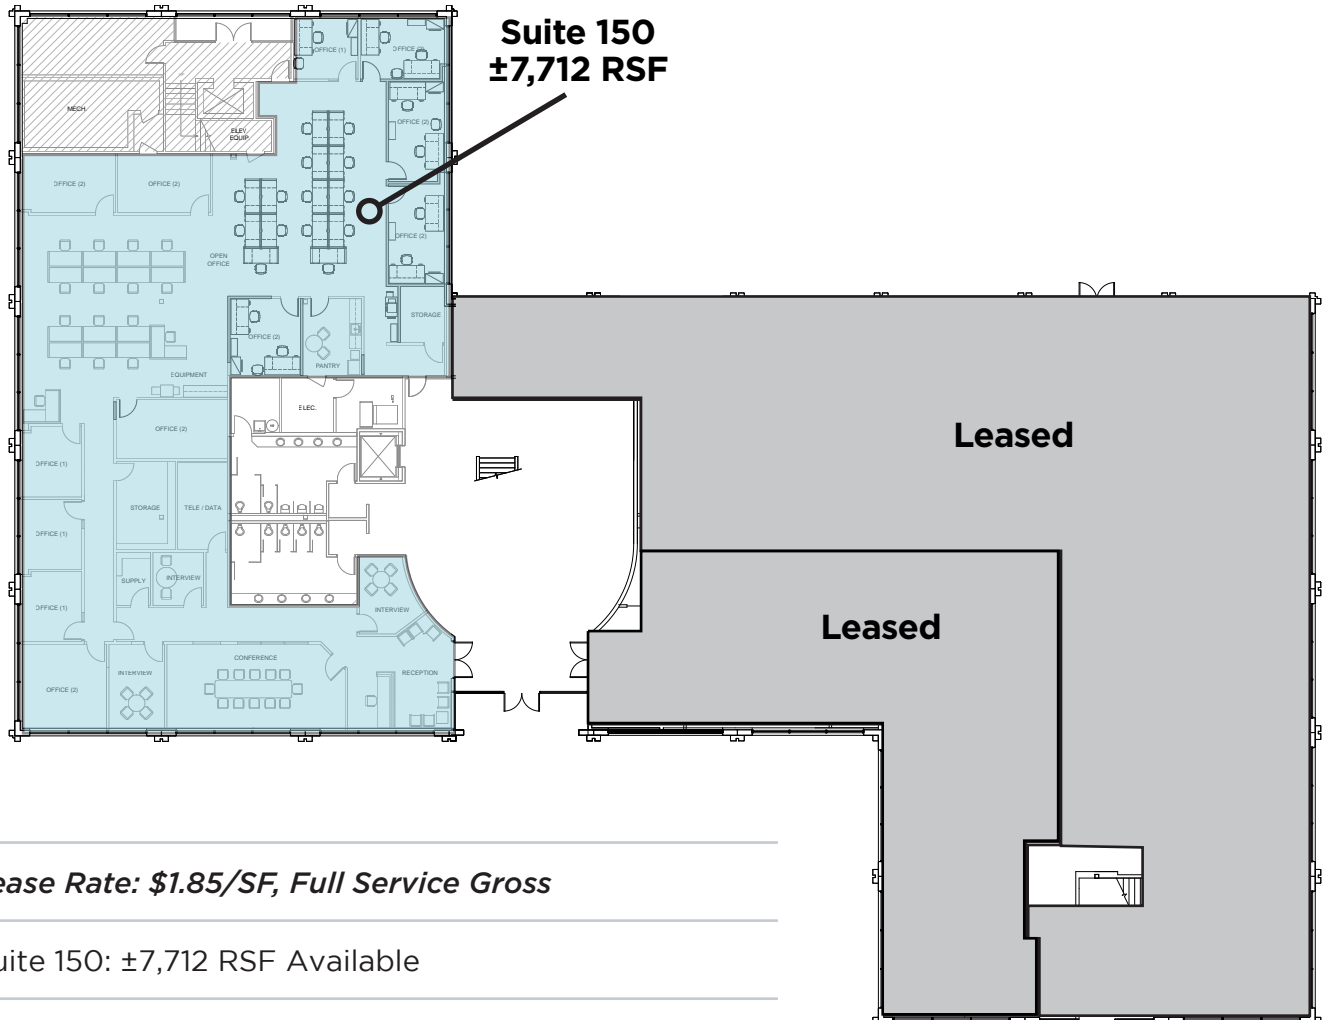 Suite 150
±7,712 RSF
OFFICE (1)
OFFICE (2)
MECH
OFFICE (2)
ELEV.
EQUIP.
OFFICE (2)
OFFICE (2)
OFFICE (2)
OPEN
OFFICE
STORAGE
OFFICE (2)
PANTRY
EQUIPMENT
ELEC.
OFFICE (2)
Leased
OFFICE (1)
STORAGE
TELE / DATA
OFFICE (1)
SUPPLY
INTERVIEW
OFFICE (1)
INTERVIEW
Leased
CONFERENCE
INTERVIEW
RECEPTION
OFFICE (2)
ease Rate: $1.85/SF, Full Service Gross
uite 150: ±7,712 RSF Available